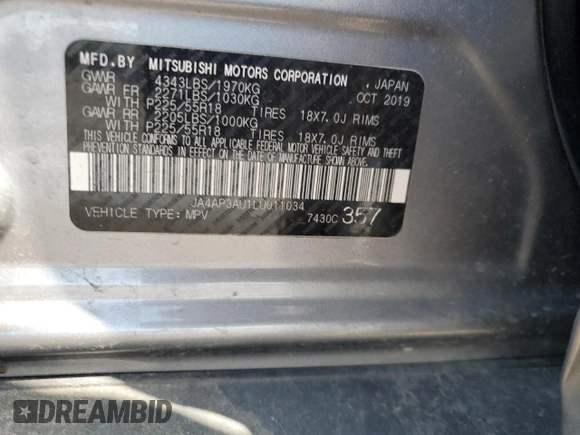 MFD.BY MITSUBISHI MOTORS CORPORATION , JAPAN
GVWR 4343LBS/1970KG OCT 2019
GAWR FR 2271LBS/1030KG
WITH P225/55R18 TIRES 18X7.0J RIMS
GAWR RR 2205LBS/1000KG
WITH P225/55R18 TIRES 18X7.0J RIMS
THIS VEHICLE CONFORMS TO ALL APPLICABLE FEDERAL MOTOR VEHICLE SAFETY AND THEFT
PREVENTION STANDARDS IN EFFECT ON THE DATE OF MANUFACTURE SHOWN ABOVE.
JA4AP3AU1LU011034
VEHICLE TYPE: MPV 7430C 357
DREAMBID